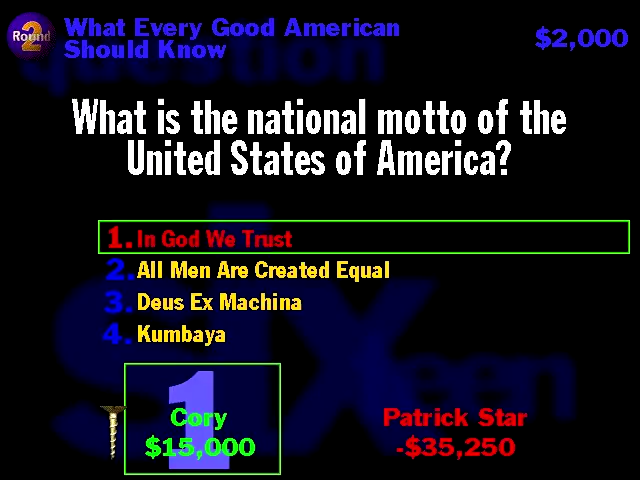 Round 2
What Every Good American
Should Know
$2,000
question
What is the national motto of the
United States of America?
1. In God We Trust
2. All Men Are Created Equal
3. Deus Ex Machina
4. Kumbaya
sixteen
1
Cory
$15,000
Patrick Star
-$35,250